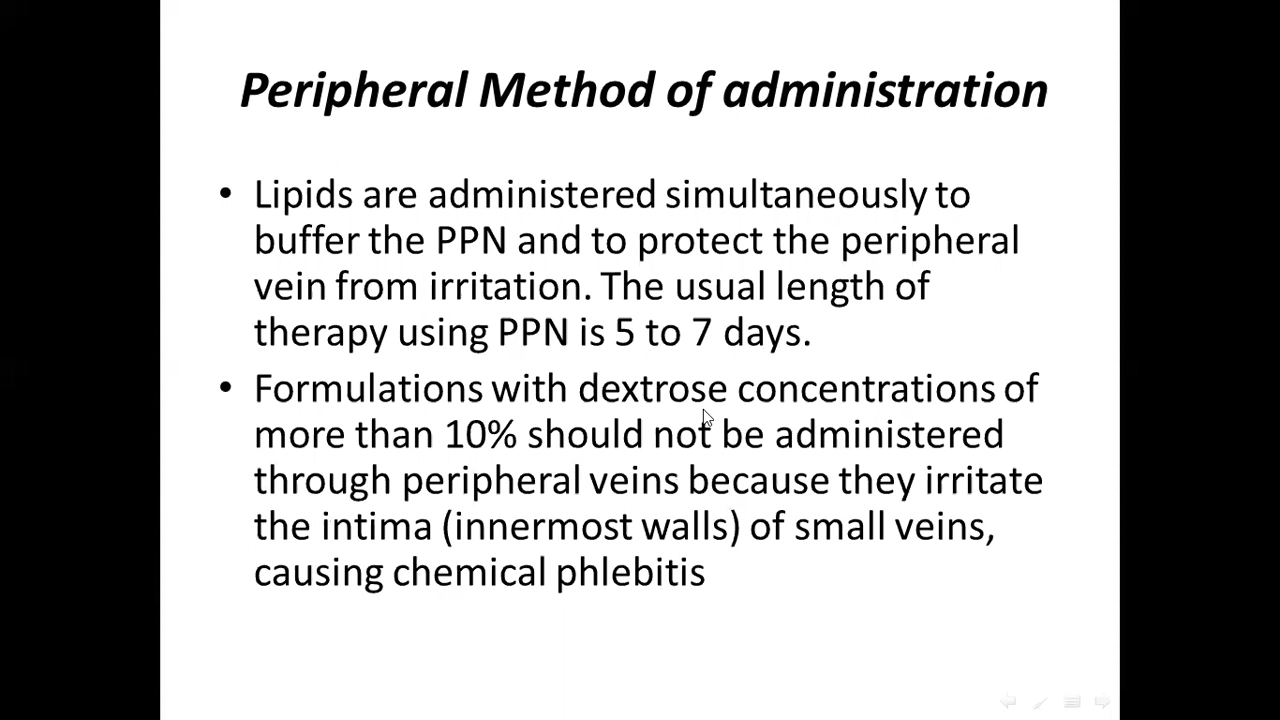 Peripheral Method of administration
• Lipids are administered simultaneously to
buffer the PPN and to protect the peripheral
vein from irritation. The usual length of
therapy using PPN is 5 to 7 days.
• Formulations with dextrose concentrations of
more than 10% should not be administered
through peripheral veins because they irritate
the intima (innermost walls) of small veins,
causing chemical phlebitis